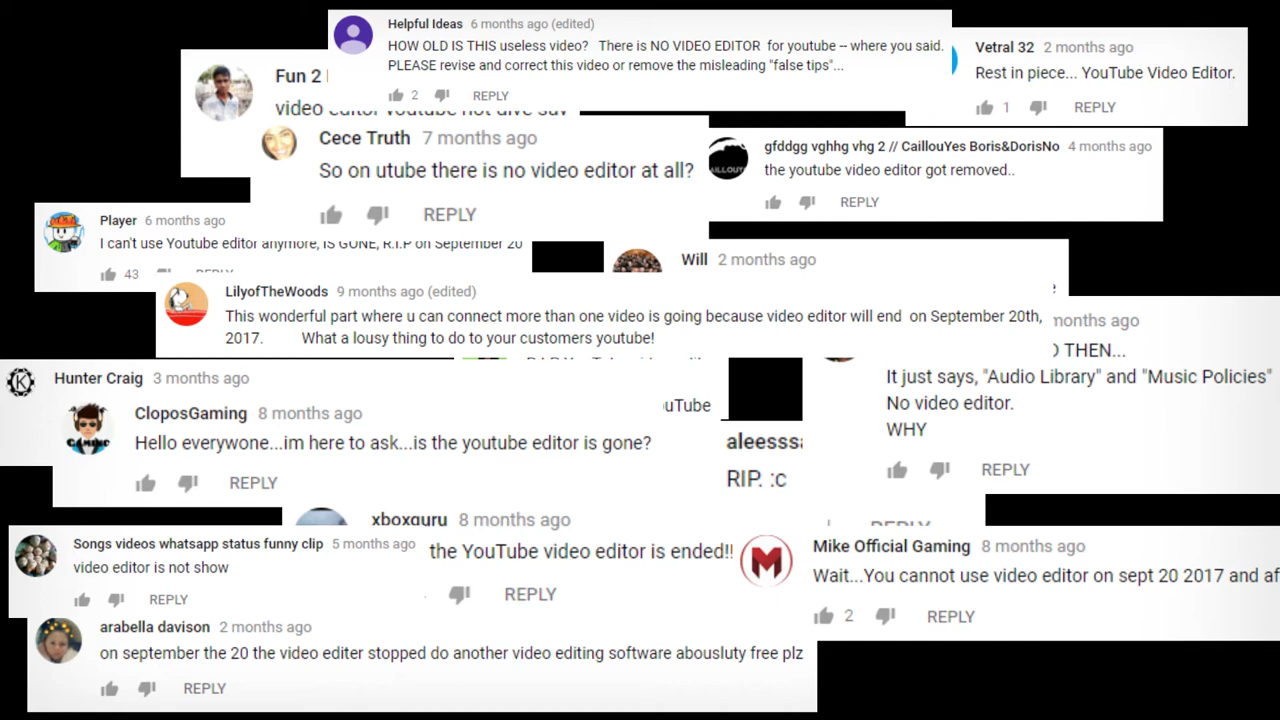 Helpful Ideas 6 months ago (edited)
HOW OLD IS THIS useless video? There is NO VIDEO EDITOR for youtube -- where you said.
PLEASE revise and correct this video or remove the misleading "false tips"...
2 REPLY
Vetral 32 2 months ago
Rest in piece... YouTube Video Editor.
1 REPLY
Fun 2
video editor youtube not give say
Cece Truth 7 months ago
So on utube there is no video editor at all?
REPLY
gfddgg vghhg vhg 2 // CaillouYes Boris&DorisNo 4 months ago
the youtube video editor got removed..
REPLY
Player 6 months ago
I can't use Youtube editor anymore, IS GONE, R.I.P on September 20
43 REPLY
Will 2 months ago
LilyofTheWoods 9 months ago (edited)
This wonderful part where u can connect more than one video is going because video editor will end on September 20th,
2017. What a lousy thing to do to your customers youtube!
months ago
THEN...
It just says, "Audio Library" and "Music Policies"
No video editor.
WHY
REPLY
Hunter Craig 3 months ago
uTube
CloposGaming 8 months ago
Hello everywone...im here to ask...is the youtube editor is gone?
REPLY
aleesssa
RIP. :c
REPLY
xboxguru 8 months ago
the YouTube video editor is ended!!
REPLY
Songs videos whatsapp status funny clip 5 months ago
video editor is not show
REPLY
Mike Official Gaming 8 months ago
Wait...You cannot use video editor on sept 20 2017 and af
2 REPLY
arabella davison 2 months ago
on september the 20 the video editer stopped do another video editing software abousluty free plz
REPLY